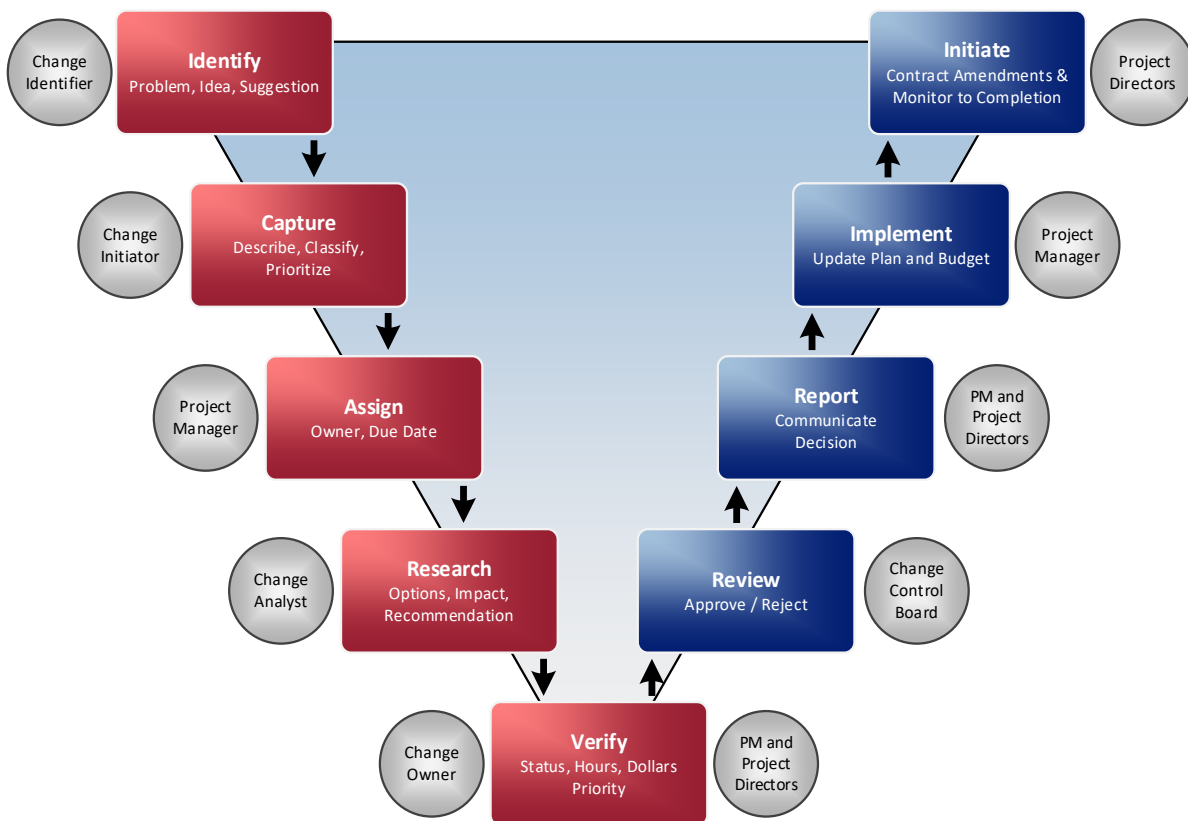 Change
Identifier
Identify
Problem, Idea, Suggestion
Change
Initiator
Capture
Describe, Classify,
Prioritize
Project
Manager
Assign
Owner, Due Date
Change
Analyst
Research
Options, Impact,
Recommendation
Change
Owner
Verify
Status, Hours, Dollars
Priority
PM and
Project
Directors
Review
Approve / Reject
Change
Control
Board
Report
Communicate
Decision
PM and
Project
Directors
Implement
Update Plan and Budget
Project
Manager
Initiate
Contract Amendments &
Monitor to Completion
Project
Directors